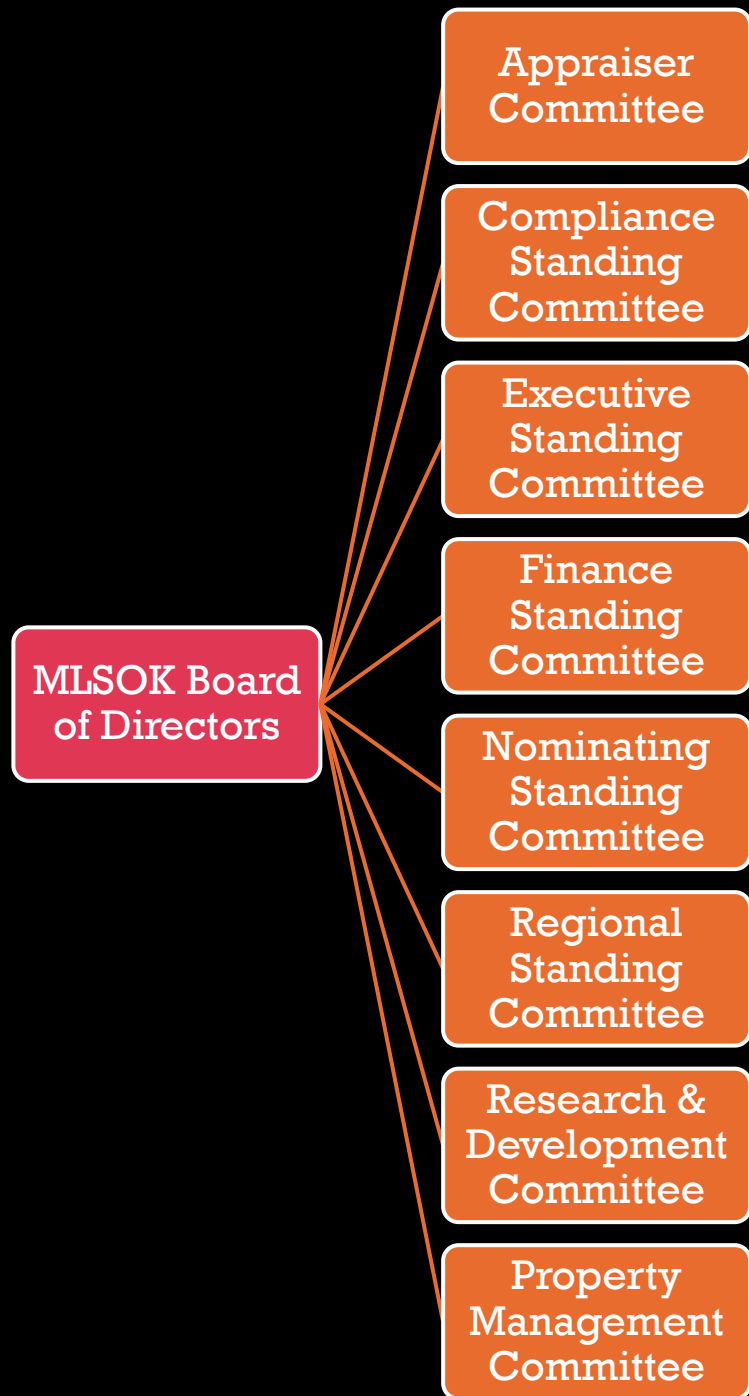 Appraiser
Committee
Compliance
Standing
Committee
Executive
Standing
Committee
Finance
Standing
Committee
MLSOK Board
of Directors
Nominating
Standing
Committee
Regional
Standing
Committee
Research &
Development
Committee
Property
Management
Committee